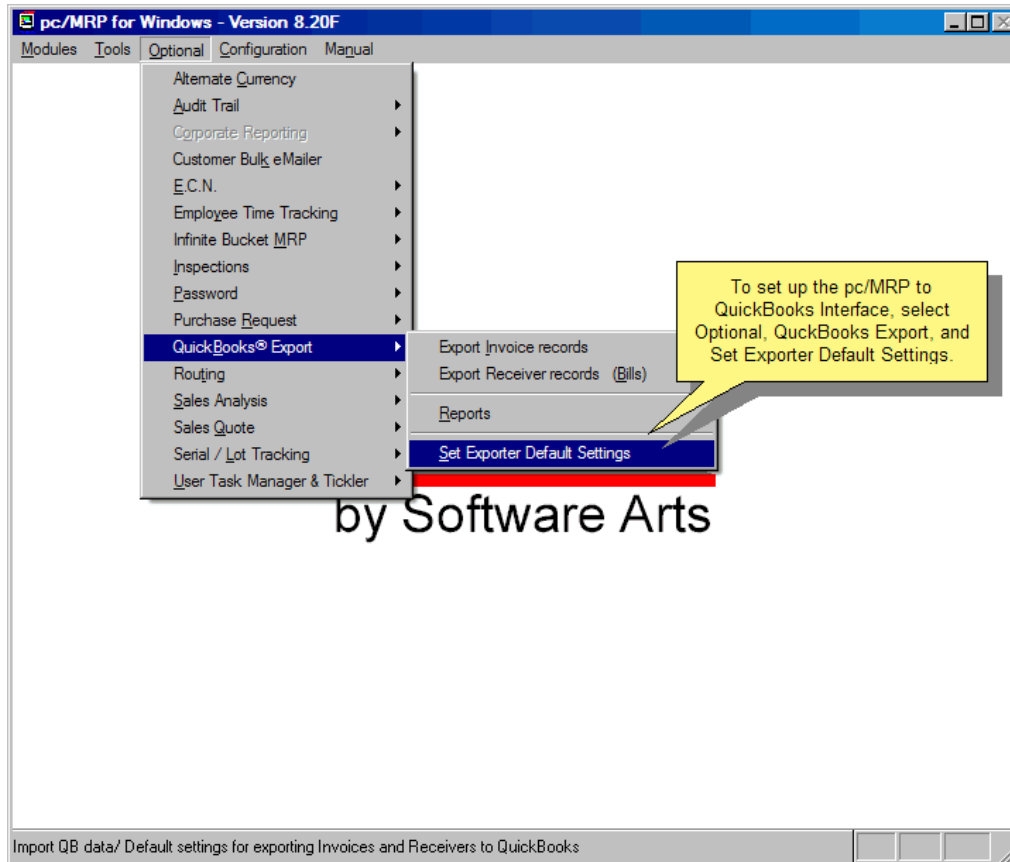 pc/MRP for Windows - Version 8.20F
Modules Tools Optional Configuration Manual
Alternate Currency
Audit Trail
Corporate Reporting
Customer Bulk eMailer
E.C.N.
Employee Time Tracking
Infinite Bucket MRP
Inspections
Password
Purchase Request
QuickBooks® Export
Routing
Sales Analysis
Sales Quote
Serial / Lot Tracking
User Task Manager & Tickler
Export Invoice records
Export Receiver records (Bills)
Reports
Set Exporter Default Settings
To set up the pc/MRP to
QuickBooks Interface, select
Optional, QuckBooks Export, and
Set Exporter Default Settings.
by Software Arts
Import QB data/ Default settings for exporting Invoices and Receivers to QuickBooks